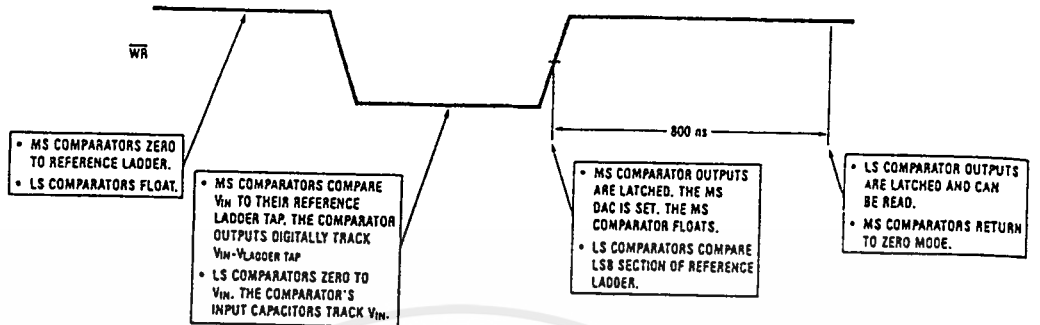 WR
800 ns
• MS COMPARATORS ZERO
TO REFERENCE LADDER.
• LS COMPARATORS FLOAT.
• MS COMPARATORS COMPARE
VIN TO THEIR REFERENCE
LADDER TAP. THE COMPARATOR
OUTPUTS DIGITALLY TRACK
VIN-VLADDER TAP
• LS COMPARATORS ZERO TO
VIN. THE COMPARATOR'S
INPUT CAPACITORS TRACK VIN.
• MS COMPARATOR OUTPUTS
ARE LATCHED. THE MS
DAC IS SET. THE MS
COMPARATOR FLOATS.
• LS COMPARATORS COMPARE
LSB SECTION OF REFERENCE
LADDER.
• LS COMPARATOR OUTPUTS
ARE LATCHED AND CAN
BE READ.
• MS COMPARATORS RETURN
TO ZERO MODE.